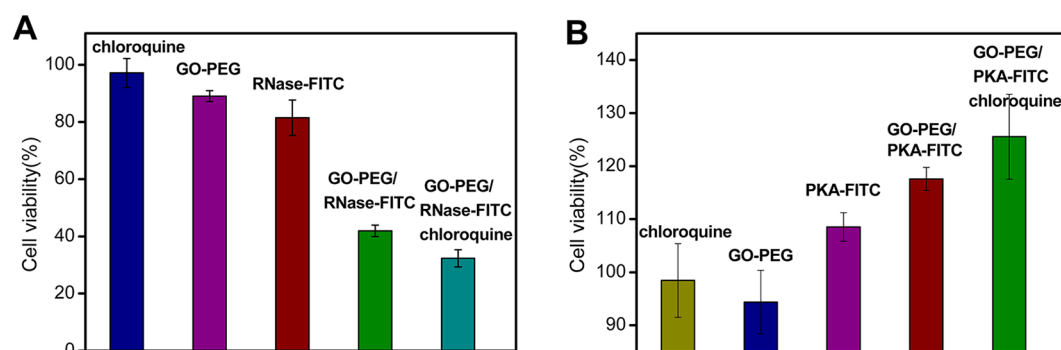 A
chloroquine
GO-PEG
RNase-FITC
GO-PEG/
RNase-FITC
GO-PEG/
RNase-FITC
chloroquine
Cell viability(%)
100
80
60
40
20
0
B
chloroquine
GO-PEG
PKA-FITC
GO-PEG/
PKA-FITC
GO-PEG/
PKA-FITC
chloroquine
Cell viability(%)
140
130
120
110
100
90